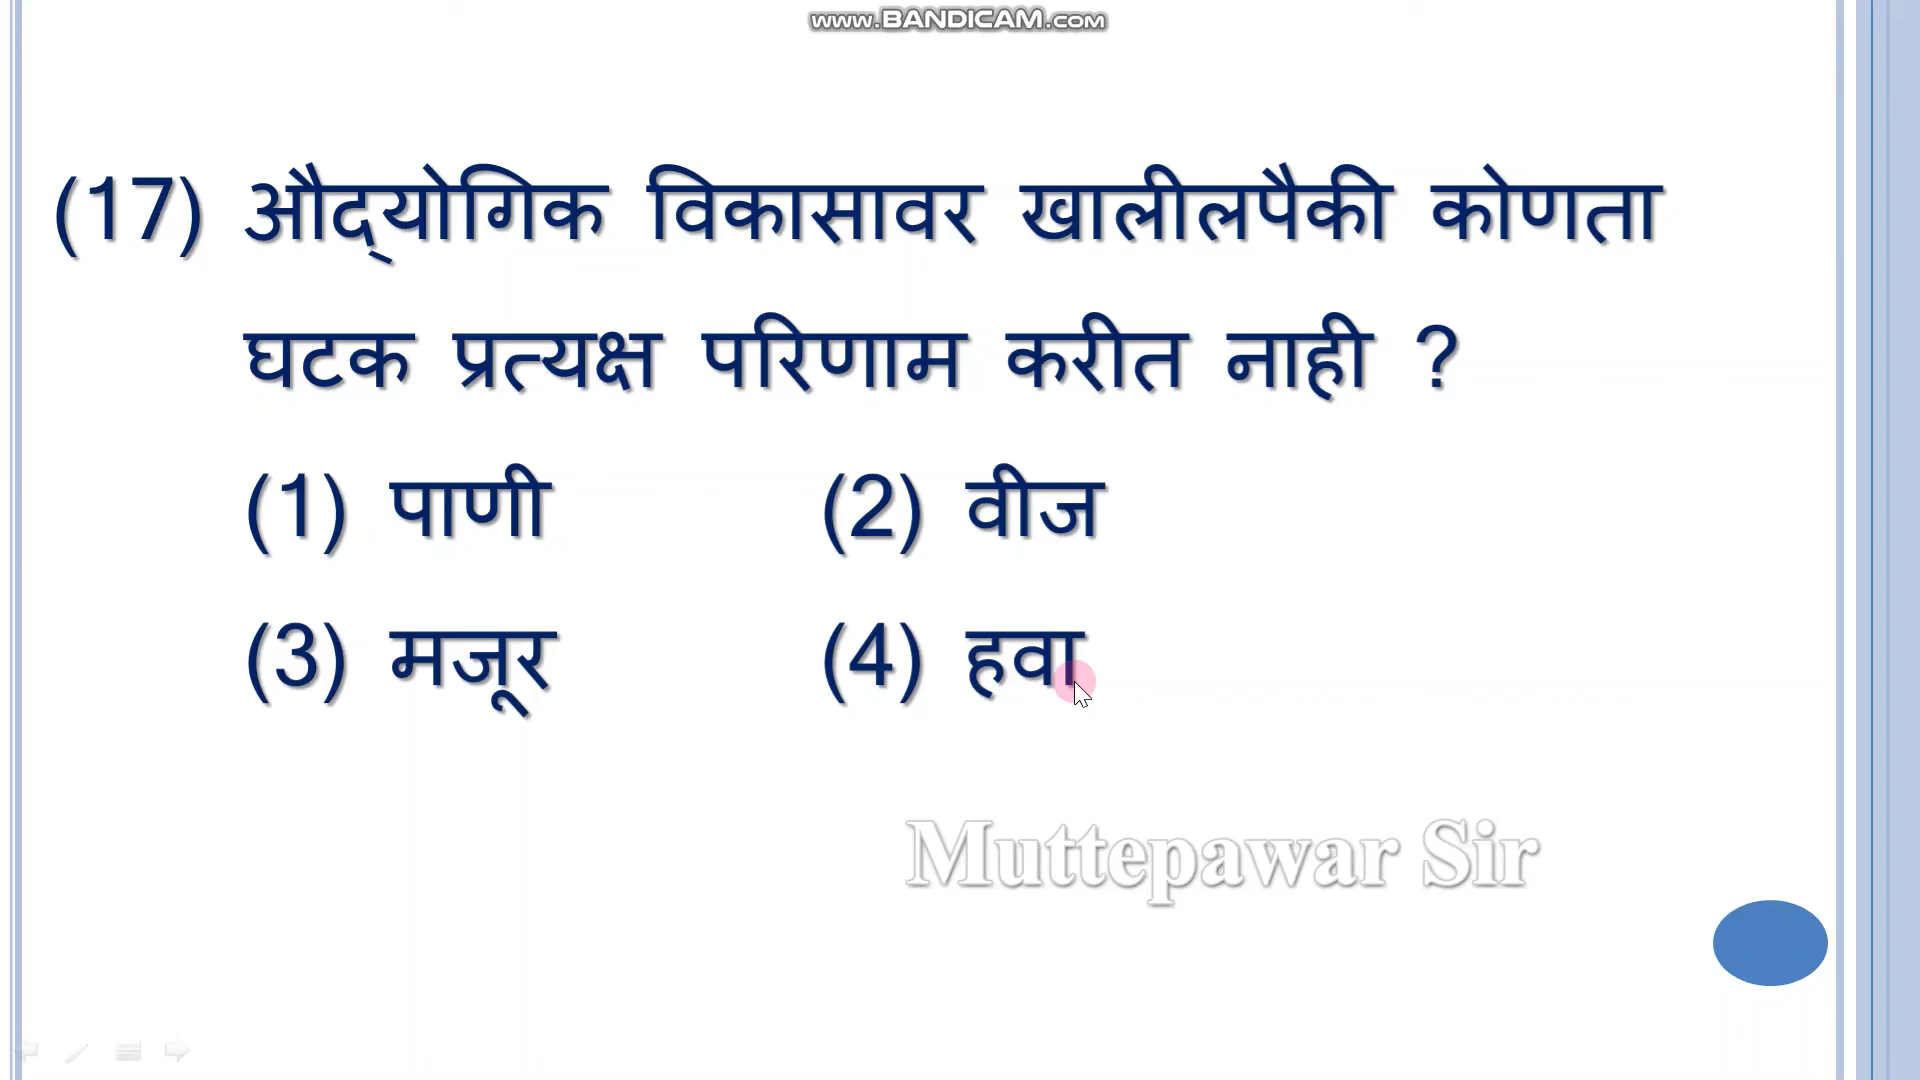 www.BANDICAM.com
(17) औद्‌योगिक विकासावर खालीलपैकी कोणता
घटक प्रत्यक्ष परिणाम करीत नाही ?
(1) पाणी (2) वीज
(3) मजूर (4) हवा
Muttepawar Sir